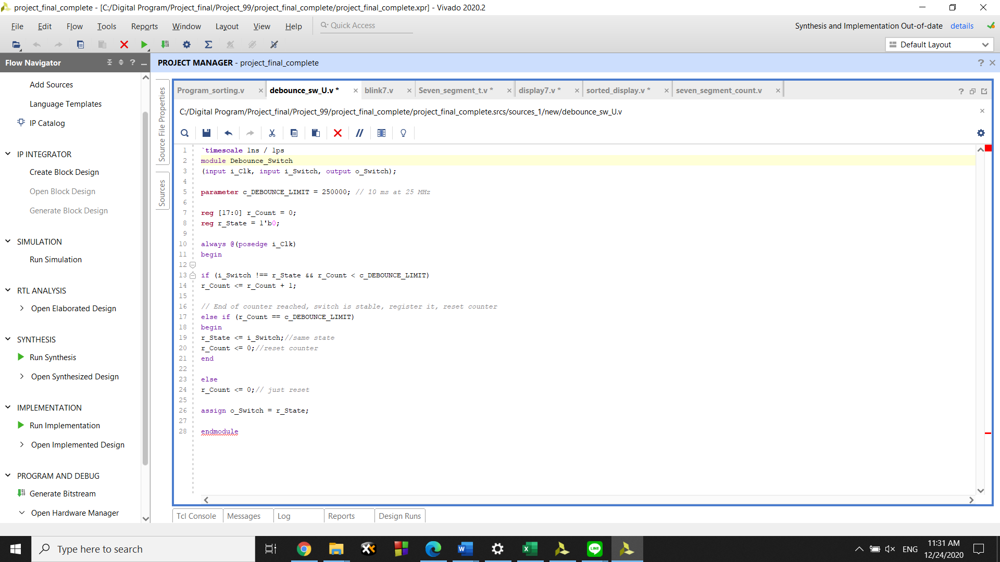 project_final_complete - [C:/Digital Program/Project_final/Project_99/project_final_complete/project_final_complete.xpr] - Vivado 2020.2
File Edit Flow Tools Reports Window Layout View Help Quick Access
Synthesis and Implementation Out-of-date details
Default Layout
Flow Navigator
PROJECT MANAGER - project_final_complete
Add Sources
Language Templates
IP Catalog
IP INTEGRATOR
Create Block Design
Open Block Design
Generate Block Design
SIMULATION
Run Simulation
RTL ANALYSIS
Open Elaborated Design
SYNTHESIS
Run Synthesis
Open Synthesized Design
IMPLEMENTATION
Run Implementation
Open Implemented Design
PROGRAM AND DEBUG
Generate Bitstream
Open Hardware Manager
Source File Properties
Sources
Program_sorting.v debounce_sw_U.v * blink7.v Seven_segment_t.v * display7.v * sorted_display.v * seven_segment_count.v
C:/Digital Program/Project_final/Project_99/project_final_complete/project_final_complete.srcs/sources_1/new/debounce_sw_U.v
1 `timescale 1ns / 1ps
2 module Debounce_Switch
3 (input i_Clk, input i_Switch, output o_Switch);
4
5 parameter c_DEBOUNCE_LIMIT = 250000; // 10 ms at 25 MHz
6
7 reg [17:0] r_Count = 0;
8 reg r_State = 1'b0;
9
10 always @(posedge i_Clk)
11 begin
12
13 if (i_Switch !== r_State && r_Count < c_DEBOUNCE_LIMIT)
14 r_Count <= r_Count + 1;
15
16 // End of counter reached, switch is stable, register it, reset counter
17 else if (r_Count == c_DEBOUNCE_LIMIT)
18 begin
19 r_State <= i_Switch;//same state
20 r_Count <= 0;//reset counter
21 end
22
23 else
24 r_Count <= 0;// just reset
25
26 assign o_Switch = r_State;
27
28 endmodule
Tcl Console Messages Log Reports Design Runs
Type here to search
ENG
11:31 AM
12/24/2020